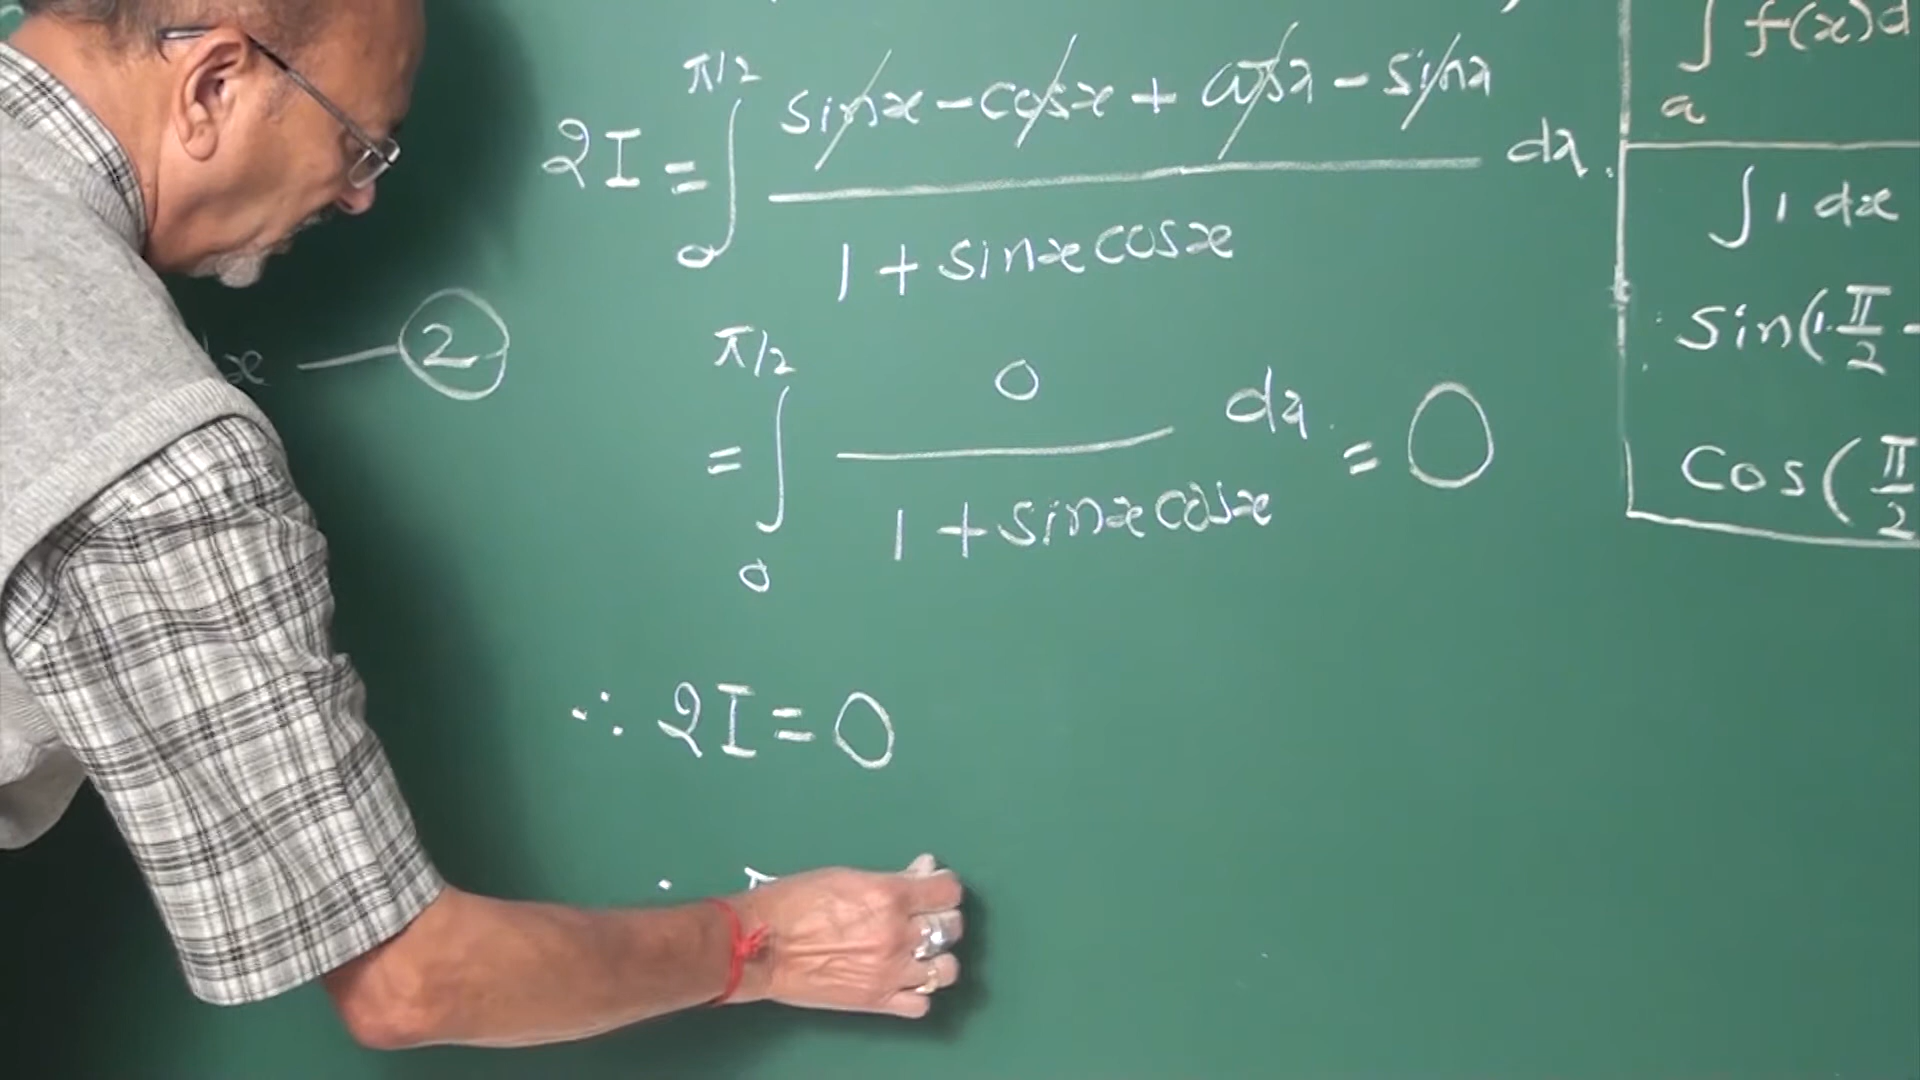 2I = ∫₀^{π/2} (sinx - cosx + cosx - sinx) / (1 + sinx cosx) dx.
2
= ∫₀^{π/2} 0 / (1 + sinx cosx) dx = 0
∴ 2I = 0
∫ f(x)d
a
∫ 1 dx
sin(π/2 -
cos(π/2